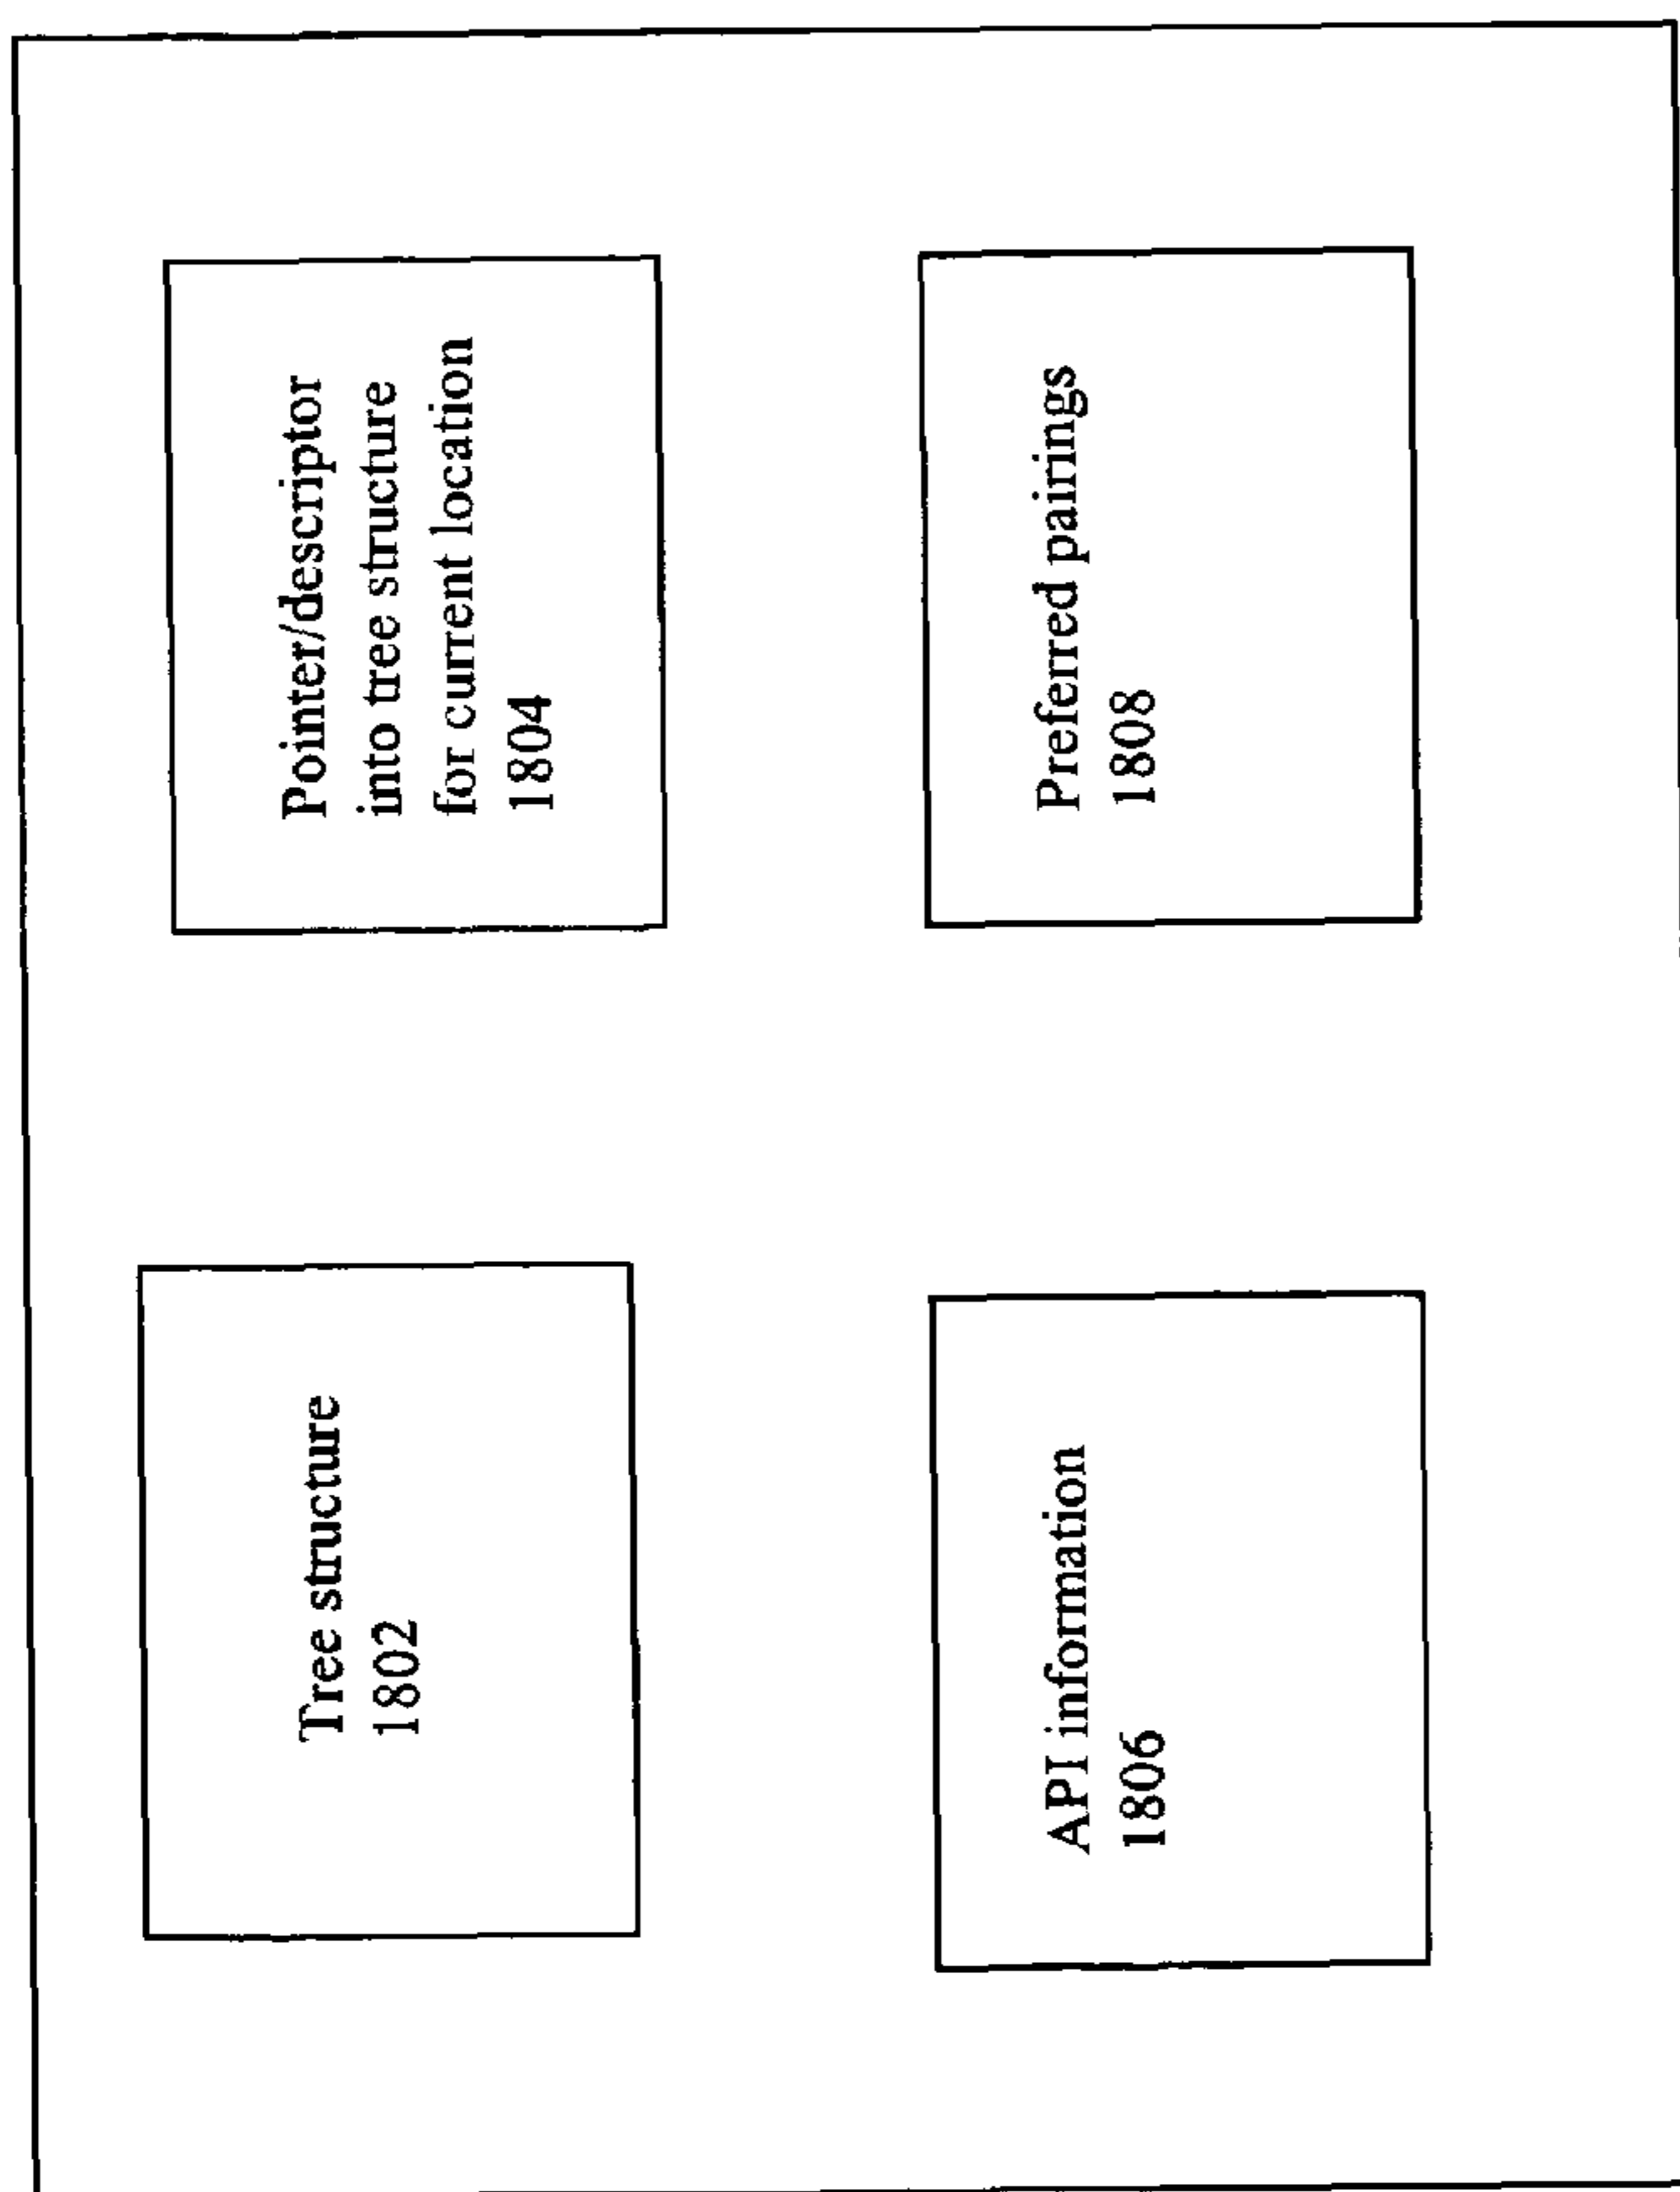 Tree structure
1802
Pointer/descriptor
into tree structure
for current location
1804
API information
1806
Preferred pairings
1808